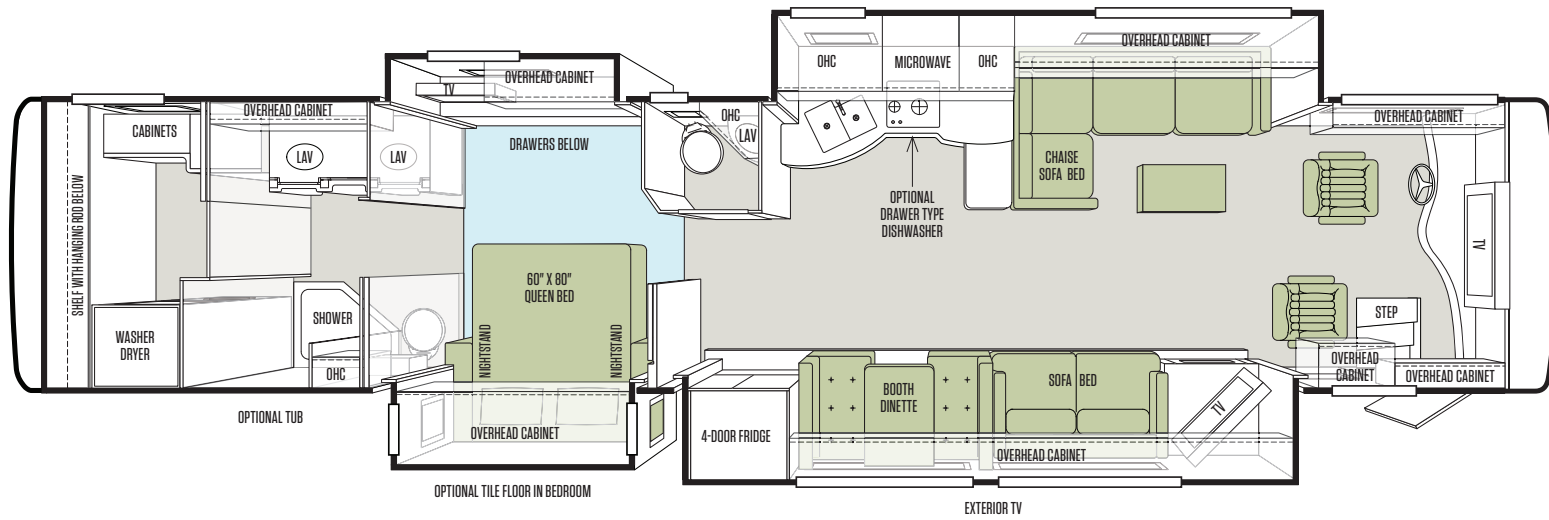 OVERHEAD CABINET
OHC
MICROWAVE
OHC
OVERHEAD CABINET
TV
OVERHEAD CABINET
OHC
LAV
OVERHEAD CABINET
CABINETS
LAV
LAV
DRAWERS BELOW
CHAISE
SOFA BED
OPTIONAL
DRAWER TYPE
DISHWASHER
TV
SHELF WITH HANGING ROD BELOW
60" X 80"
QUEEN BED
NIGHTSTAND
NIGHTSTAND
SHOWER
WASHER
DRYER
OHC
STEP
OVERHEAD
CABINET
OVERHEAD CABINET
BOOTH
DINETTE
SOFA BED
TV
4-DOOR FRIDGE
OVERHEAD CABINET
OVERHEAD CABINET
OPTIONAL TUB
OPTIONAL TILE FLOOR IN BEDROOM
EXTERIOR TV